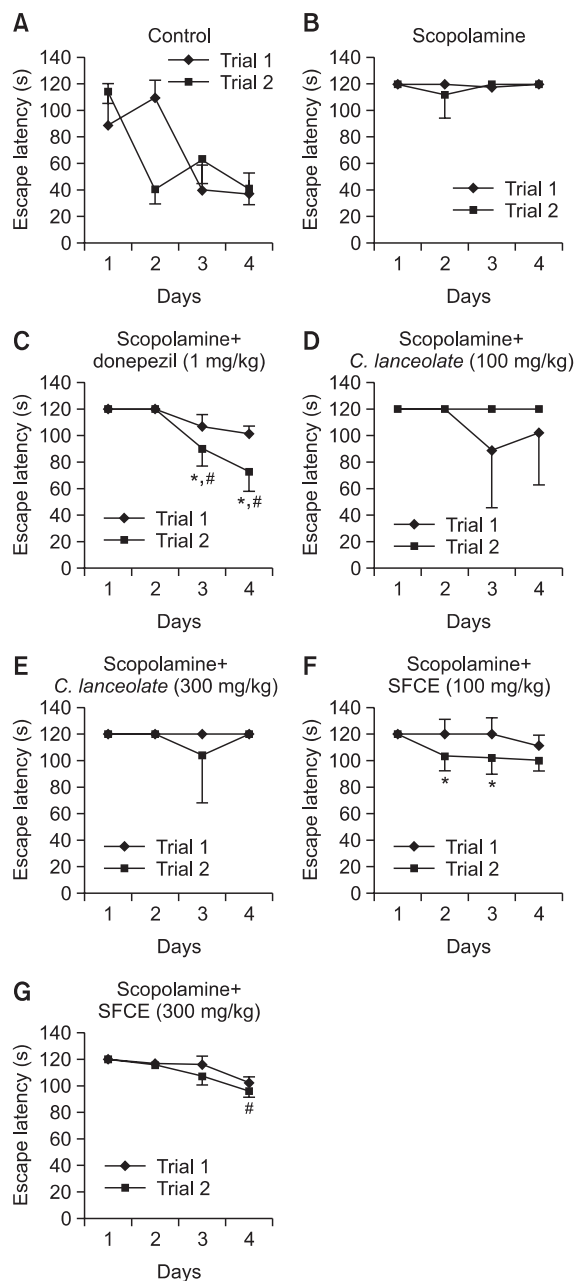 A
Control
Trial 1
Trial 2
Escape latency (s)
140
120
100
80
60
40
20
0
1 2 3 4
Days
B
Scopolamine
Escape latency (s)
140
120
100
80
60
40
20
0
Trial 1
Trial 2
1 2 3 4
Days
C
Scopolamine+
donepezil (1 mg/kg)
Escape latency (s)
140
120
100
80
60
40
20
0
*,#
*,#
Trial 1
Trial 2
1 2 3 4
Days
D
Scopolamine+
C. lanceolate (100 mg/kg)
Escape latency (s)
140
120
100
80
60
40
20
0
Trial 1
Trial 2
1 2 3 4
Days
E
Scopolamine+
C. lanceolate (300 mg/kg)
Escape latency (s)
140
120
100
80
60
40
20
0
Trial 1
Trial 2
1 2 3 4
Days
F
Scopolamine+
SFCE (100 mg/kg)
Escape latency (s)
140
120
100
80
60
40
20
0
* *
Trial 1
Trial 2
1 2 3 4
Days
G
Scopolamine+
SFCE (300 mg/kg)
Escape latency (s)
140
120
100
80
60
40
20
0
#
Trial 1
Trial 2
1 2 3 4
Days